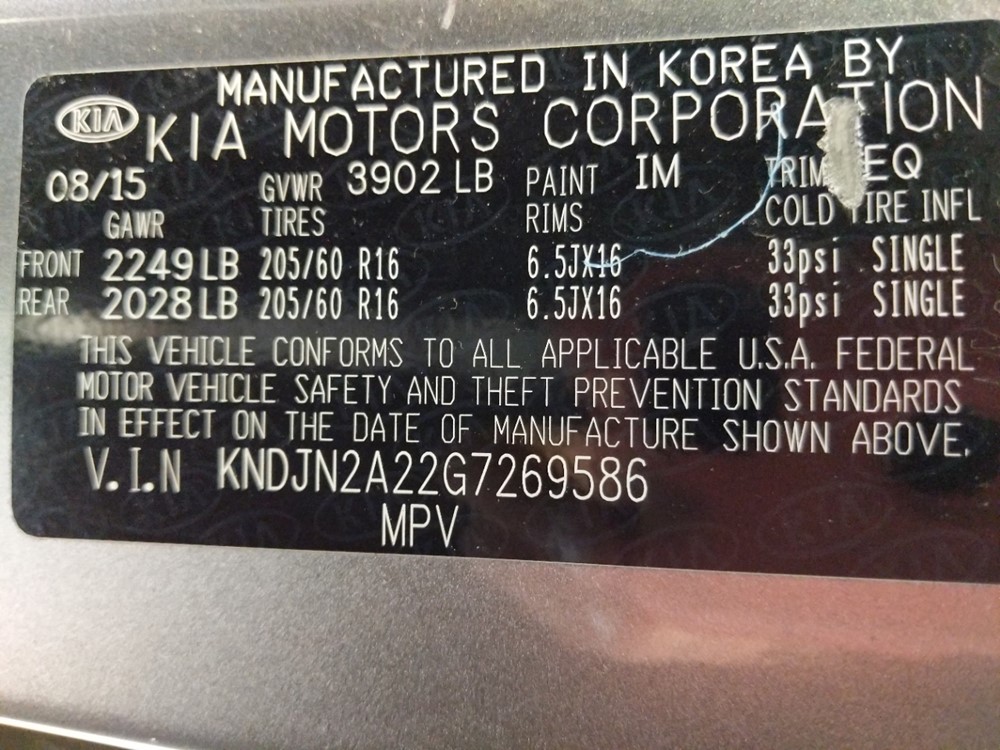 MANUFACTURED IN KOREA BY
KIA KIA MOTORS CORPORATION
08/15 GVWR 3902 LB PAINT IM TRIM EQ
GAWR TIRES RIMS COLD TIRE INFL
FRONT 2249 LB 205/60 R16 6.5JX16 33psi SINGLE
REAR 2028 LB 205/60 R16 6.5JX16 33psi SINGLE
THIS VEHICLE CONFORMS TO ALL APPLICABLE U.S.A. FEDERAL
MOTOR VEHICLE SAFETY AND THEFT PREVENTION STANDARDS
IN EFFECT ON THE DATE OF MANUFACTURE SHOWN ABOVE.
V.I.N KNDJN2A22G7269586
MPV